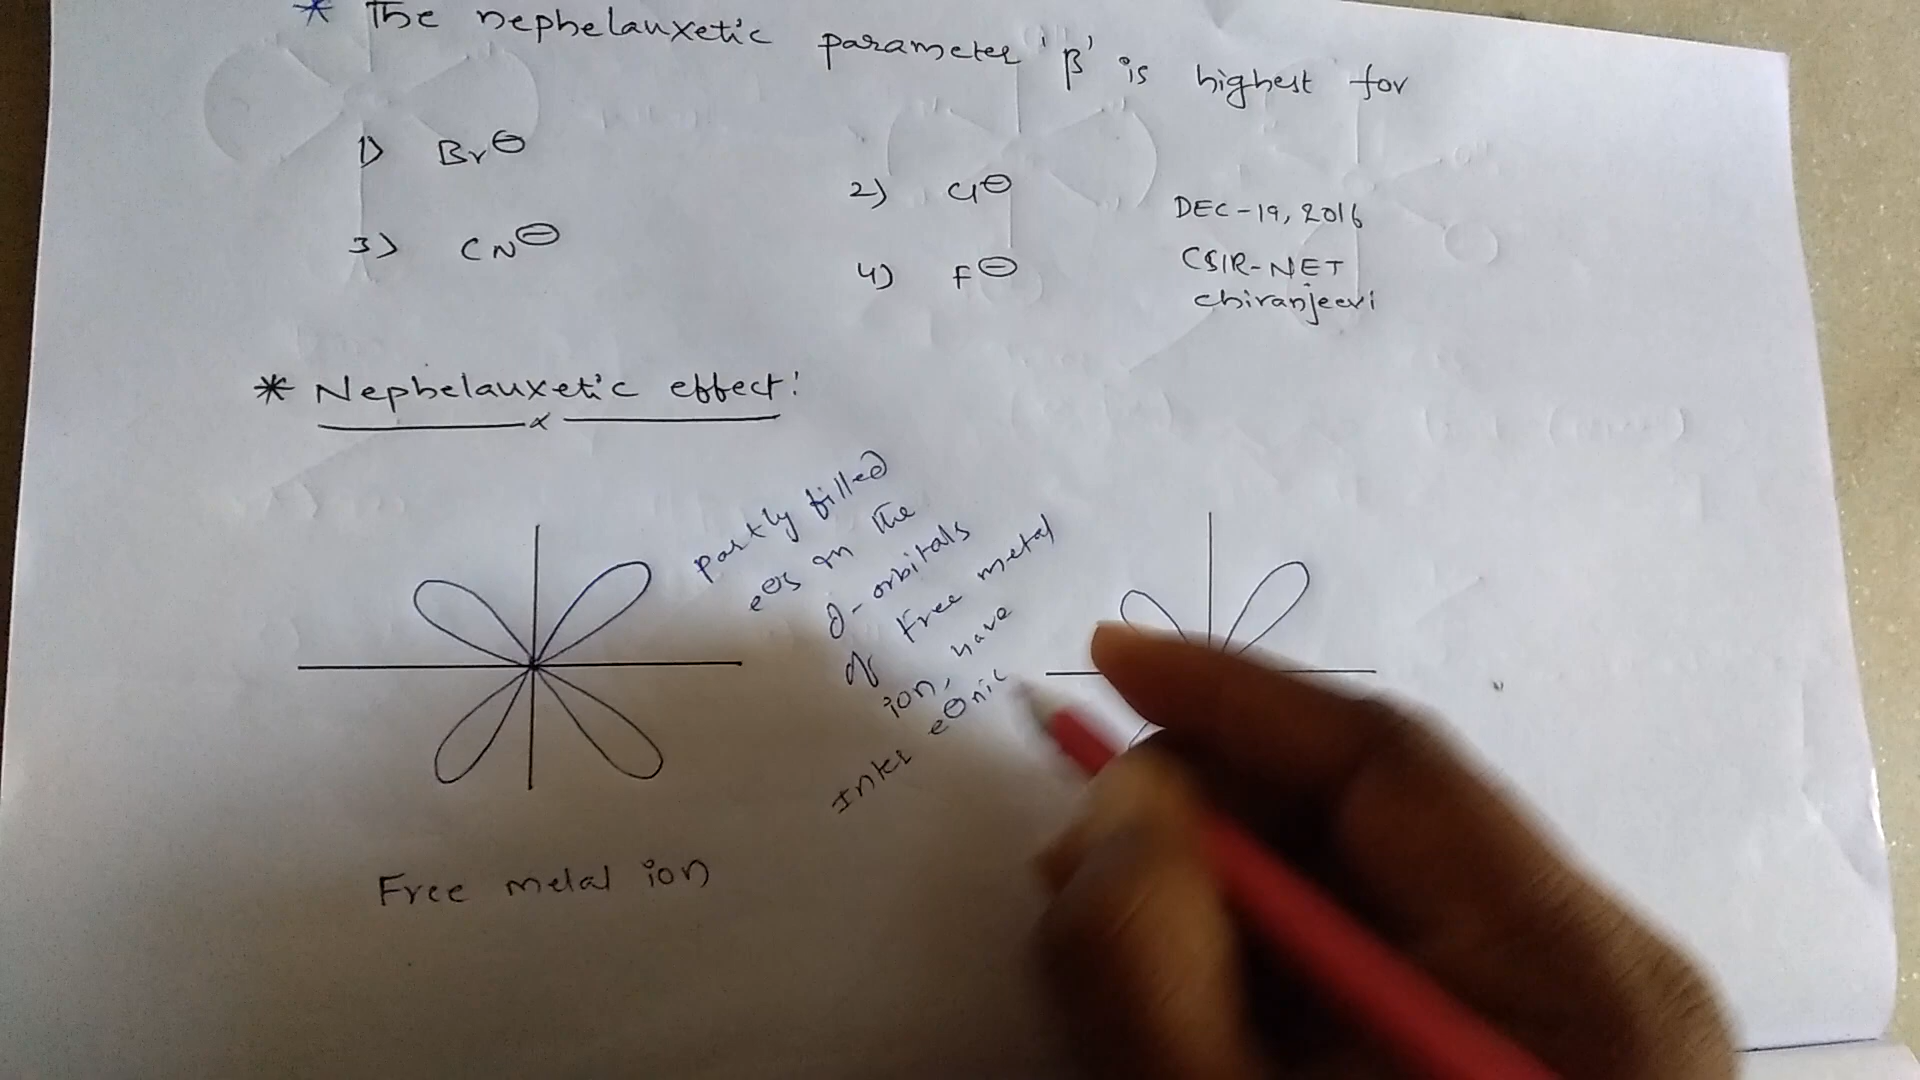 * The nephelauxetic parameter 'β' is highest for
1) Br⊖
2) Cl⊖
3) CN⊖
4) F⊖
DEC-19, 2016
CSIR-NET
chiranjeevi
* Nephelauxetic effect:
partly filled
e⊖s in the
d-orbitals
of Free metal
ion, have
Inter e⊖nic
Free metal ion